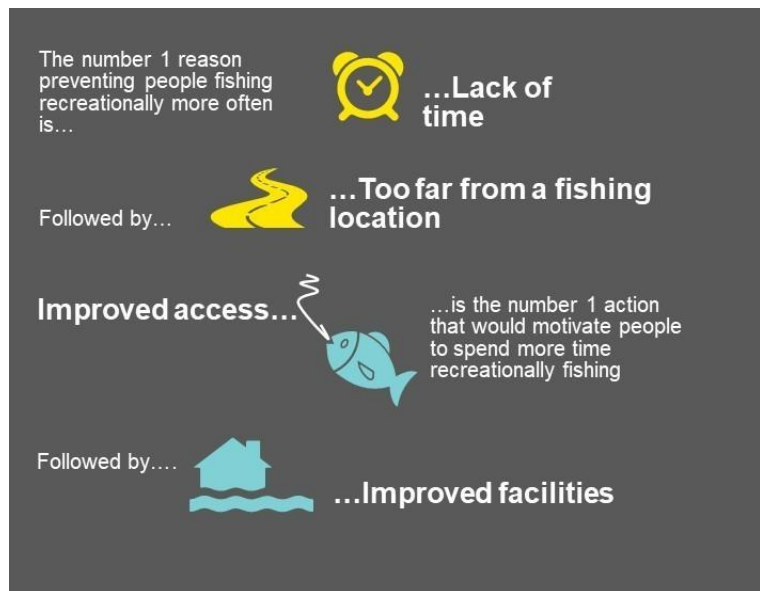 The number 1 reason
preventing people fishing
recreationally more often
is…
…Lack of
time
Followed by…
…Too far from a fishing
location
Improved access…
…is the number 1 action
that would motivate people
to spend more time
recreationally fishing
Followed by….
…Improved facilities